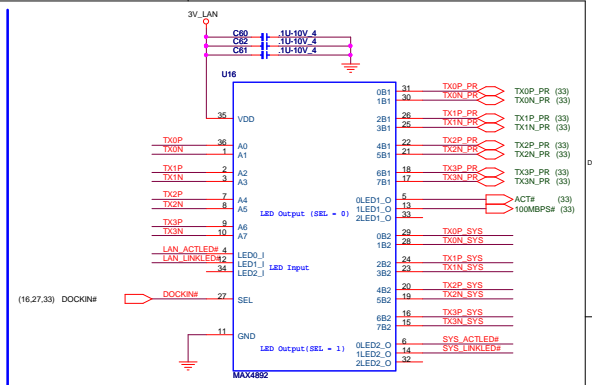 3V_LAN
C60 .1U-10V_4
C62 .1U-10V_4
C61 .1U-10V_4
U16
35 VDD
0B1 31 TX0P_PR TX0P_PR (33)
1B1 30 TX0N_PR TX0N_PR (33)
2B1 26 TX1P_PR TX1P_PR (33)
3B1 25 TX1N_PR TX1N_PR (33)
TX0P 36 A0
TX0N 1 A1
4B1 22 TX2P_PR TX2P_PR (33)
5B1 21 TX2N_PR TX2N_PR (33)
D
TX1P 2 A2
TX1N 3 A3
6B1 18 TX3P_PR TX3P_PR (33)
7B1 17 TX3N_PR TX3N_PR (33)
TX2P 7 A4
TX2N 8 A5
0LED1_O 5 ACT# (33)
1LED1_O 13 100MBPS# (33)
2LED1_O 33
LED Output (SEL = 0)
TX3P 9 A6
TX3N 10 A7
0B2 29 TX0P_SYS
1B2 28 TX0N_SYS
LAN_ACTLED# 4 LED0_I
LAN_LINKLED# 12 LED1_I
34 LED2_I
LED Input
2B2 24 TX1P_SYS
3B2 23 TX1N_SYS
4B2 20 TX2P_SYS
5B2 19 TX2N_SYS
(16,27,33) DOCKIN# DOCKIN# 27 SEL
6B2 16 TX3P_SYS
7B2 15 TX3N_SYS
11 GND
LED Output(SEL = 1)
0LED2_O 6 SYS_ACTLED#
1LED2_O 14 SYS_LINKLED#
2LED2_O 32
MAX4892